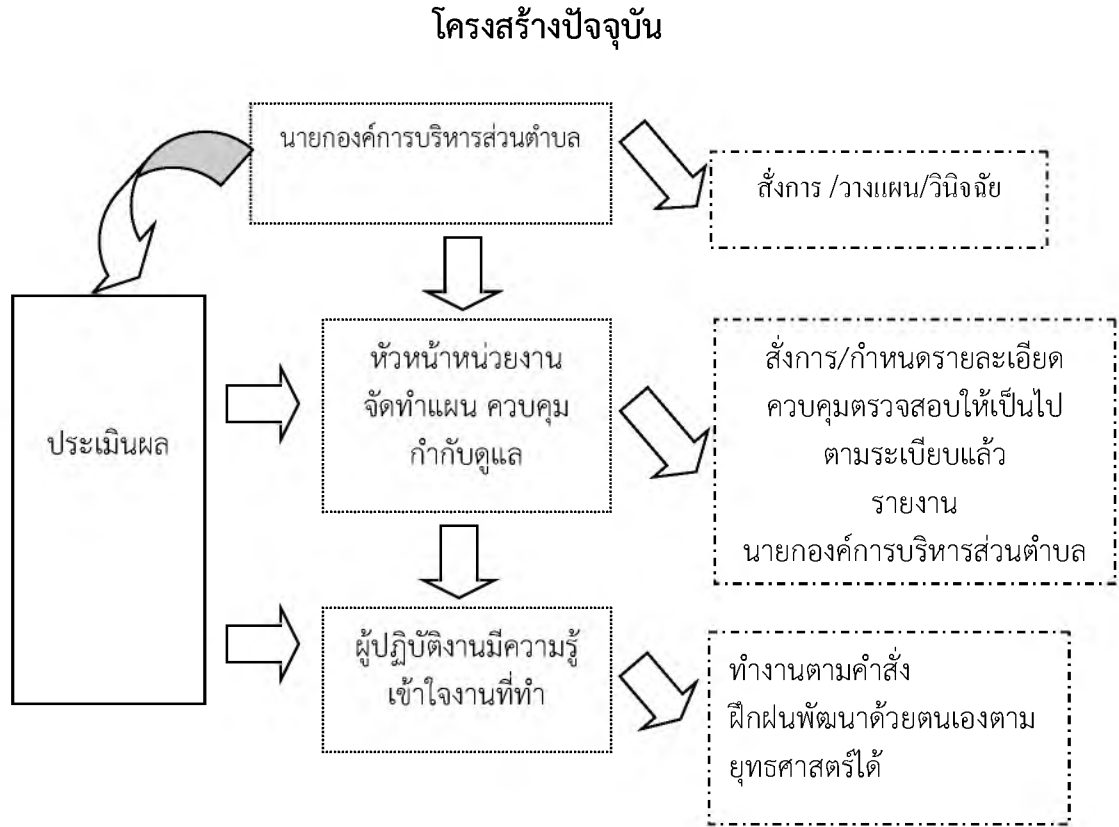 โครงสร้างปัจจุบัน
นายกองค์การบริหารส่วนตำบล
สั่งการ /วางแผน/วินิจฉัย
ประเมินผล
หัวหน้าหน่วยงาน
จัดทำแผน ควบคุม
กำกับดูแล
สั่งการ/กำหนดรายละเอียด
ควบคุมตรวจสอบให้เป็นไป
ตามระเบียบแล้ว
รายงาน
นายกองค์การบริหารส่วนตำบล
ผู้ปฏิบัติงานมีความรู้
เข้าใจงานที่ทำ
ทำงานตามคำสั่ง
ฝึกฝนพัฒนาด้วยตนเองตาม
ยุทธศาสตร์ได้